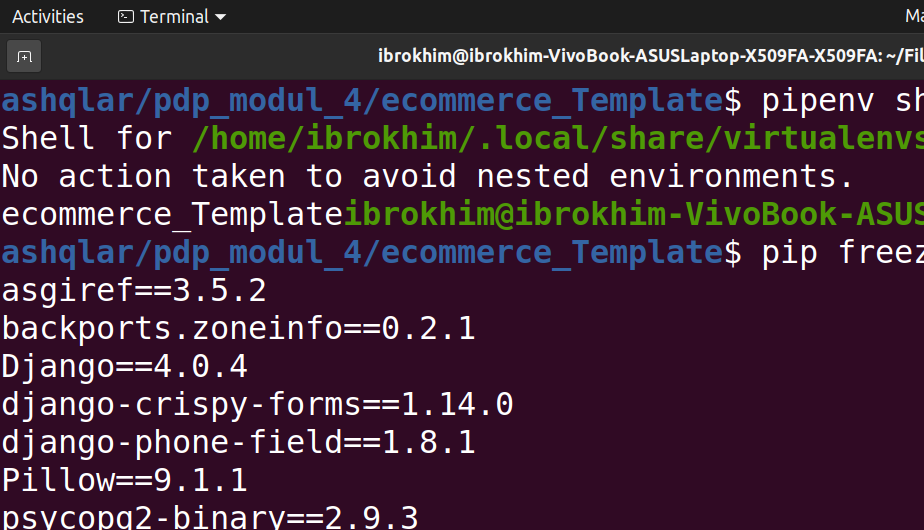 Activities Terminal
ibrokhim@ibrokhim-VivoBook-ASUSLaptop-X509FA-X509FA: ~/Fil
ashqlar/pdp_modul_4/ecommerce_Template$ pipenv sh
Shell for /home/ibrokhim/.local/share/virtualenvs
No action taken to avoid nested environments.
ecommerce_Templateibrokhim@ibrokhim-VivoBook-ASUS
ashqlar/pdp_modul_4/ecommerce_Template$ pip freez
asgiref==3.5.2
backports.zoneinfo==0.2.1
Django==4.0.4
django-crispy-forms==1.14.0
django-phone-field==1.8.1
Pillow==9.1.1
psycopg2-binary==2.9.3